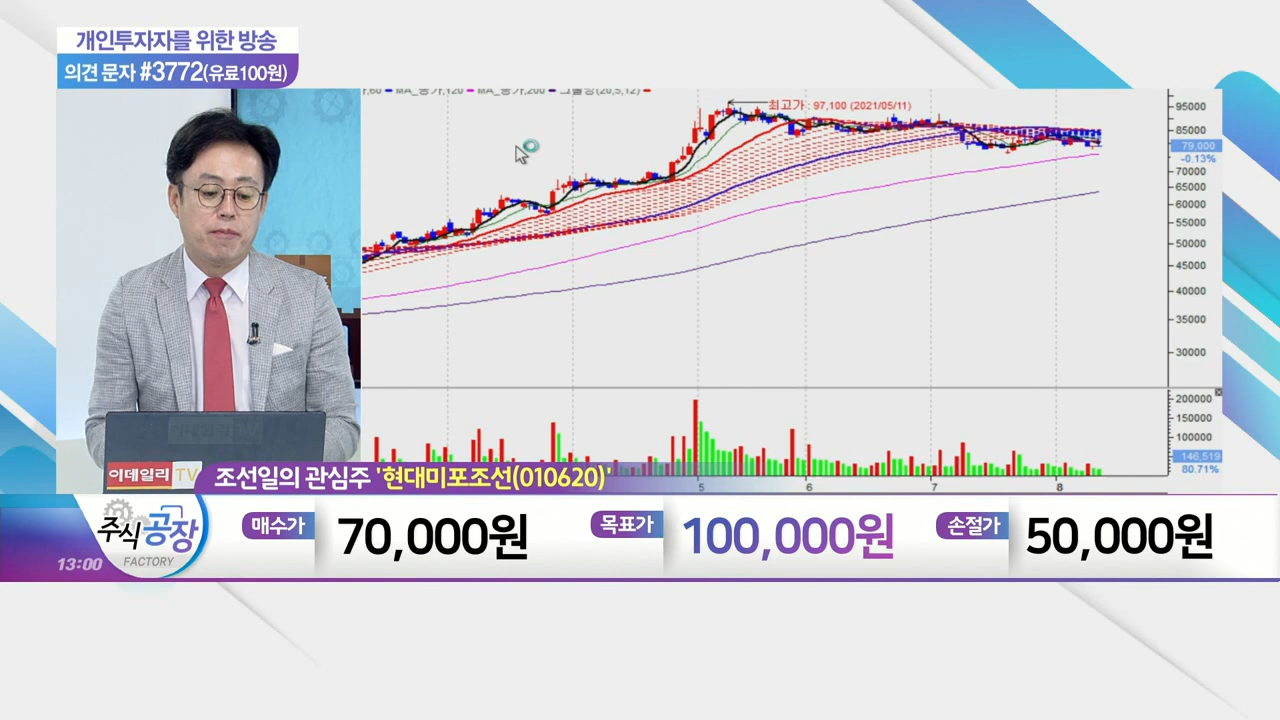 개인투자자를 위한 방송
의견 문자 #3772(유료100원)
최고가 : 97,100 (2021/05/11)
95000
85000
79,000
-0.13%
70000
65000
60000
55000
50000
45000
40000
35000
30000
200000
150000
100000
146,519
80.71%
5
6
7
8
이데일리 TV
조선일의 관심주 '현대미포조선(010620)'
주식공장
FACTORY
13:00
매수가
70,000원
목표가
100,000원
손절가
50,000원